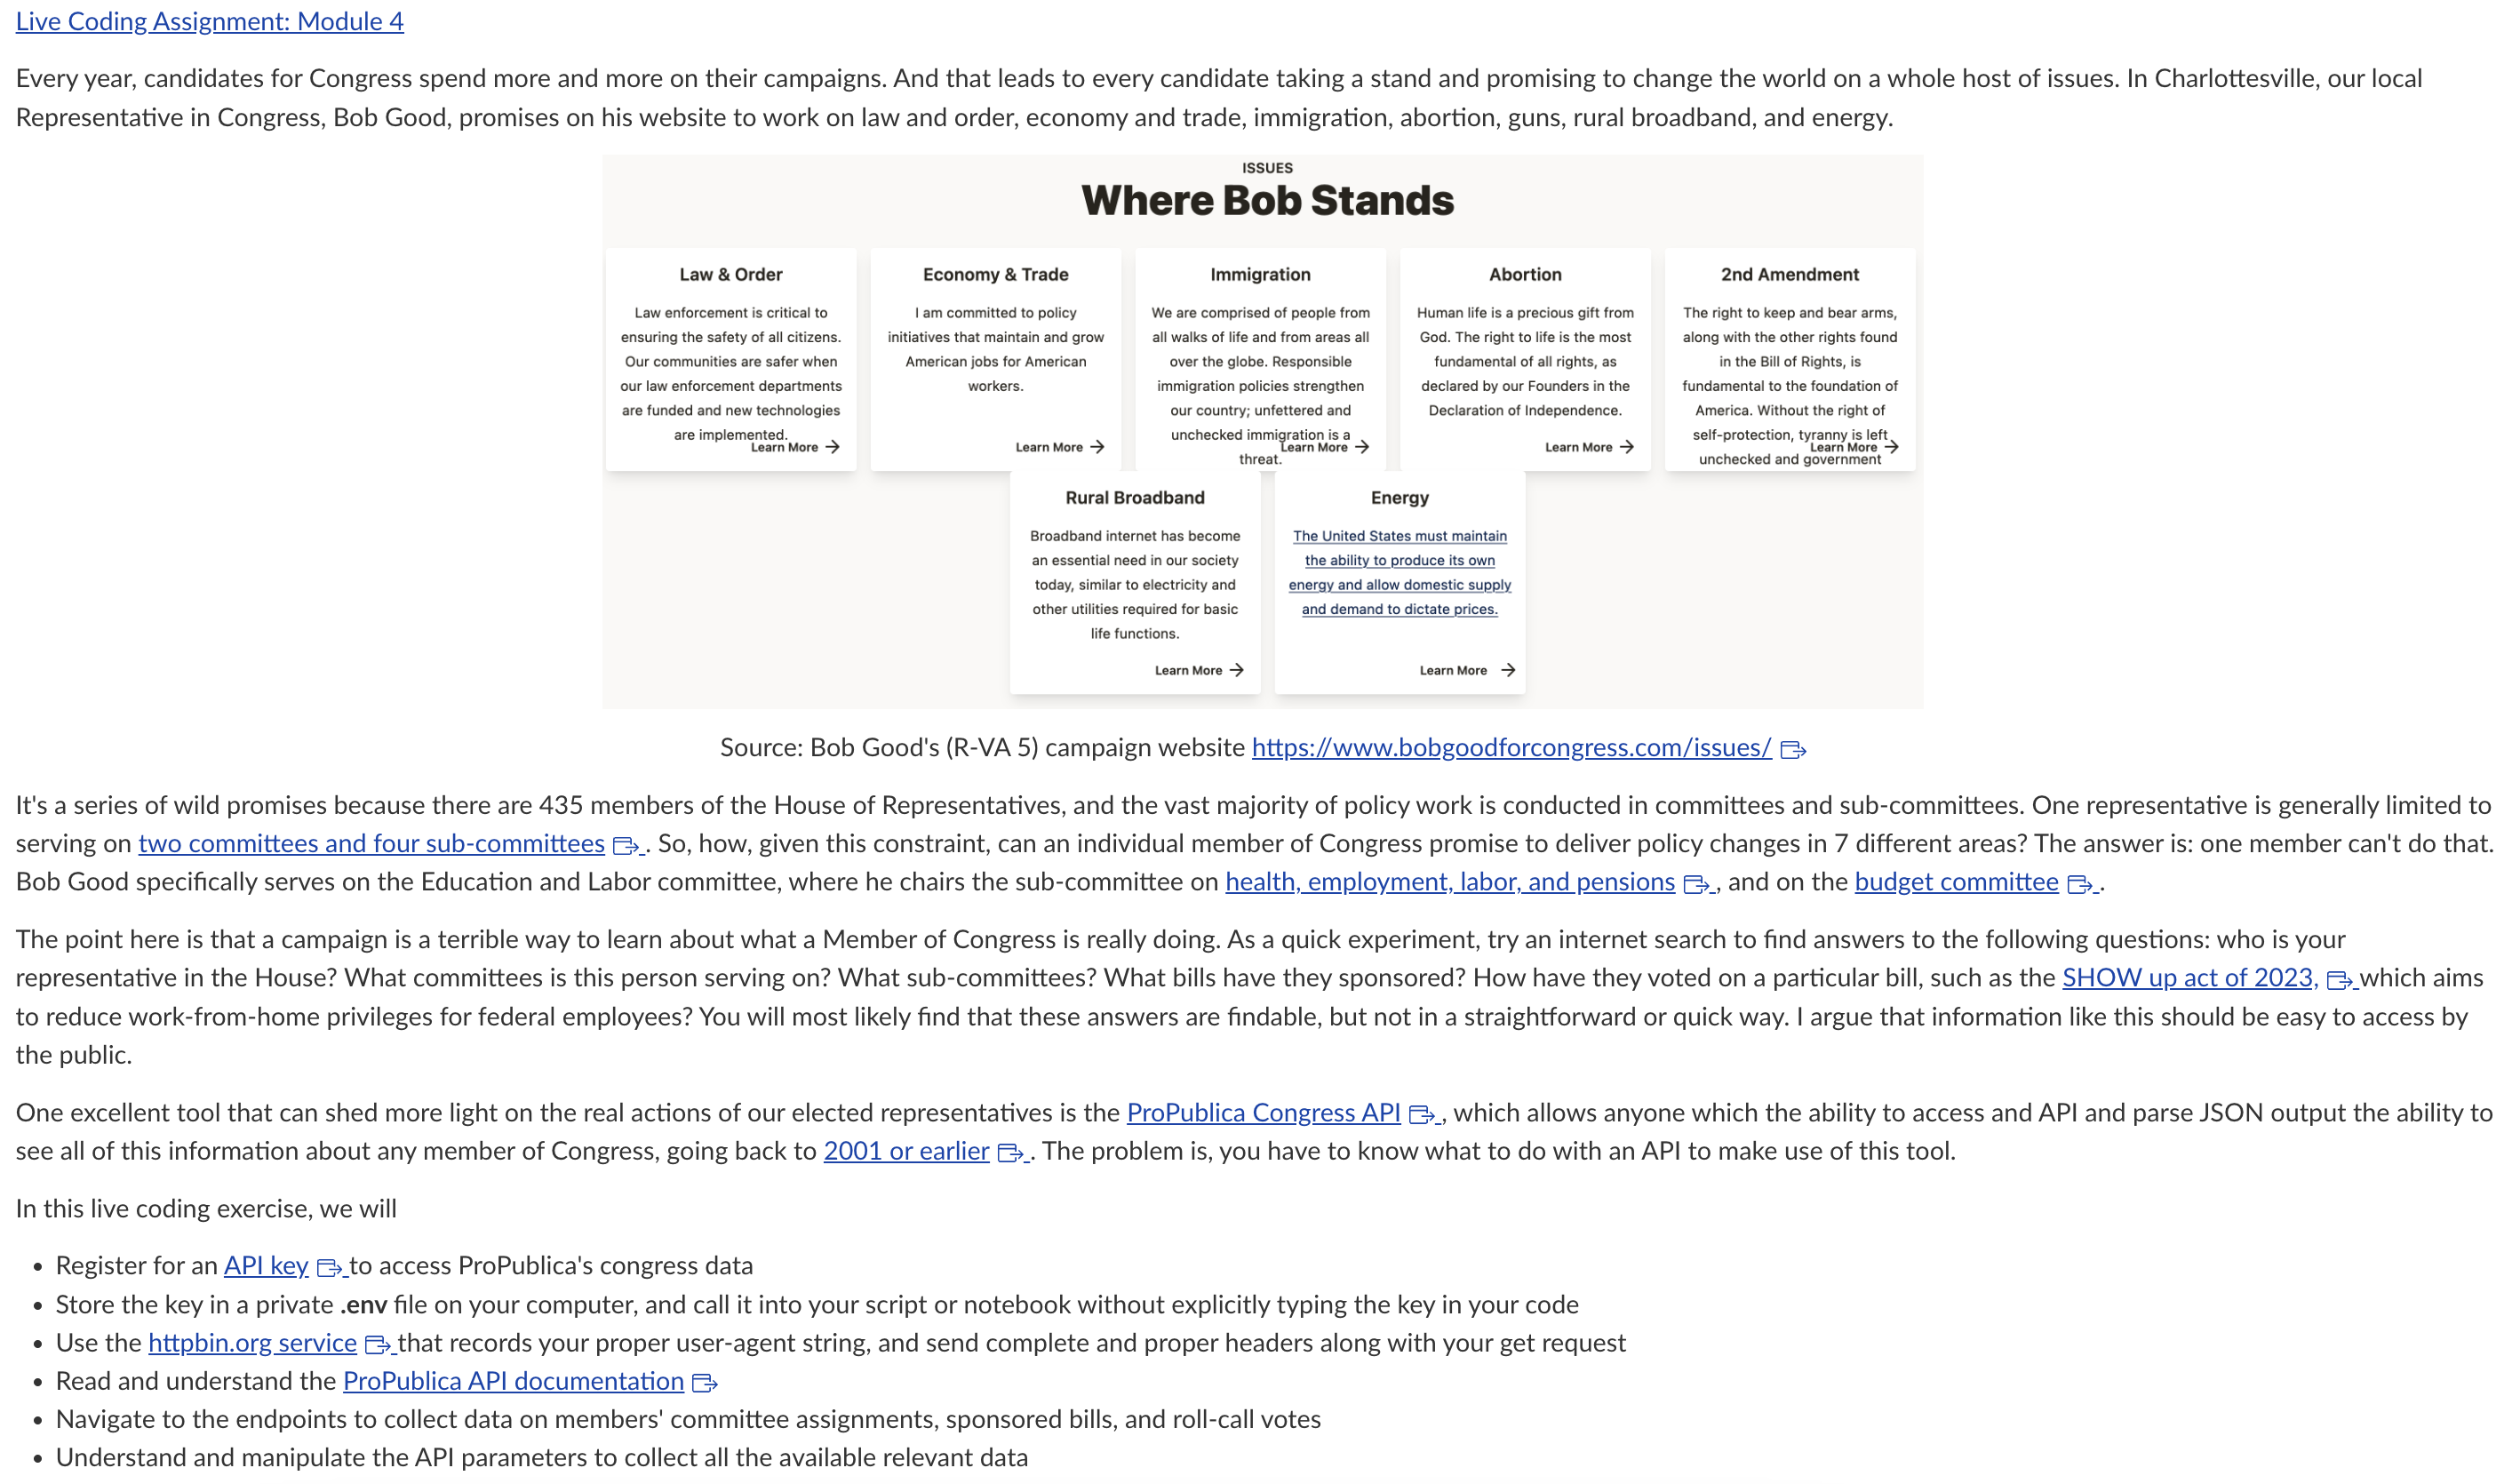 Live Coding Assignment: Module 4
Every year, candidates for Congress spend more and more on their campaigns. And that leads to every candidate taking a stand and promising to change the world on a whole host of issues. In Charlottesville, our local
Representative in Congress, Bob Good, promises on his website to work on law and order, economy and trade, immigration, abortion, guns, rural broadband, and energy.
ISSUES
Where Bob Stands
Law & Order
Law enforcement is critical to
ensuring the safety of all citizens.
Our communities are safer when
our law enforcement departments
are funded and new technologies
are implemented.
Learn More
Economy & Trade
I am committed to policy
initiatives that maintain and grow
American jobs for American
workers.
Learn More
Immigration
We are comprised of people from
all walks of life and from areas all
over the globe. Responsible
immigration policies strengthen
our country; unfettered and
unchecked immigration is a
threat.
Learn More
Abortion
Human life is a precious gift from
God. The right to life is the most
fundamental of all rights, as
declared by our Founders in the
Declaration of Independence.
Learn More
2nd Amendment
The right to keep and bear arms,
along with the other rights found
in the Bill of Rights, is
fundamental to the foundation of
America. Without the right of
self-protection, tyranny is left
unchecked and government
Learn More
Rural Broadband
Broadband internet has become
an essential need in our society
today, similar to electricity and
other utilities required for basic
life functions.
Learn More
Energy
The United States must maintain
the ability to produce its own
energy and allow domestic supply
and demand to dictate prices.
Learn More
Source: Bob Good's (R-VA 5) campaign website https://www.bobgoodforcongress.com/issues/
It's a series of wild promises because there are 435 members of the House of Representatives, and the vast majority of policy work is conducted in committees and sub-committees. One representative is generally limited to
serving on two committees and four sub-committees . So, how, given this constraint, can an individual member of Congress promise to deliver policy changes in 7 different areas? The answer is: one member can't do that.
Bob Good specifically serves on the Education and Labor committee, where he chairs the sub-committee on health, employment, labor, and pensions , and on the budget committee .
The point here is that a campaign is a terrible way to learn about what a Member of Congress is really doing. As a quick experiment, try an internet search to find answers to the following questions: who is your
representative in the House? What committees is this person serving on? What sub-committees? What bills have they sponsored? How have they voted on a particular bill, such as the SHOW up act of 2023, which aims
to reduce work-from-home privileges for federal employees? You will most likely find that these answers are findable, but not in a straightforward or quick way. I argue that information like this should be easy to access by
the public.
One excellent tool that can shed more light on the real actions of our elected representatives is the ProPublica Congress API , which allows anyone which the ability to access and API and parse JSON output the ability to
see all of this information about any member of Congress, going back to 2001 or earlier . The problem is, you have to know what to do with an API to make use of this tool.
In this live coding exercise, we will
• Register for an API key to access ProPublica's congress data
• Store the key in a private .env file on your computer, and call it into your script or notebook without explicitly typing the key in your code
• Use the httpbin.org service that records your proper user-agent string, and send complete and proper headers along with your get request
• Read and understand the ProPublica API documentation
• Navigate to the endpoints to collect data on members' committee assignments, sponsored bills, and roll-call votes
• Understand and manipulate the API parameters to collect all the available relevant data